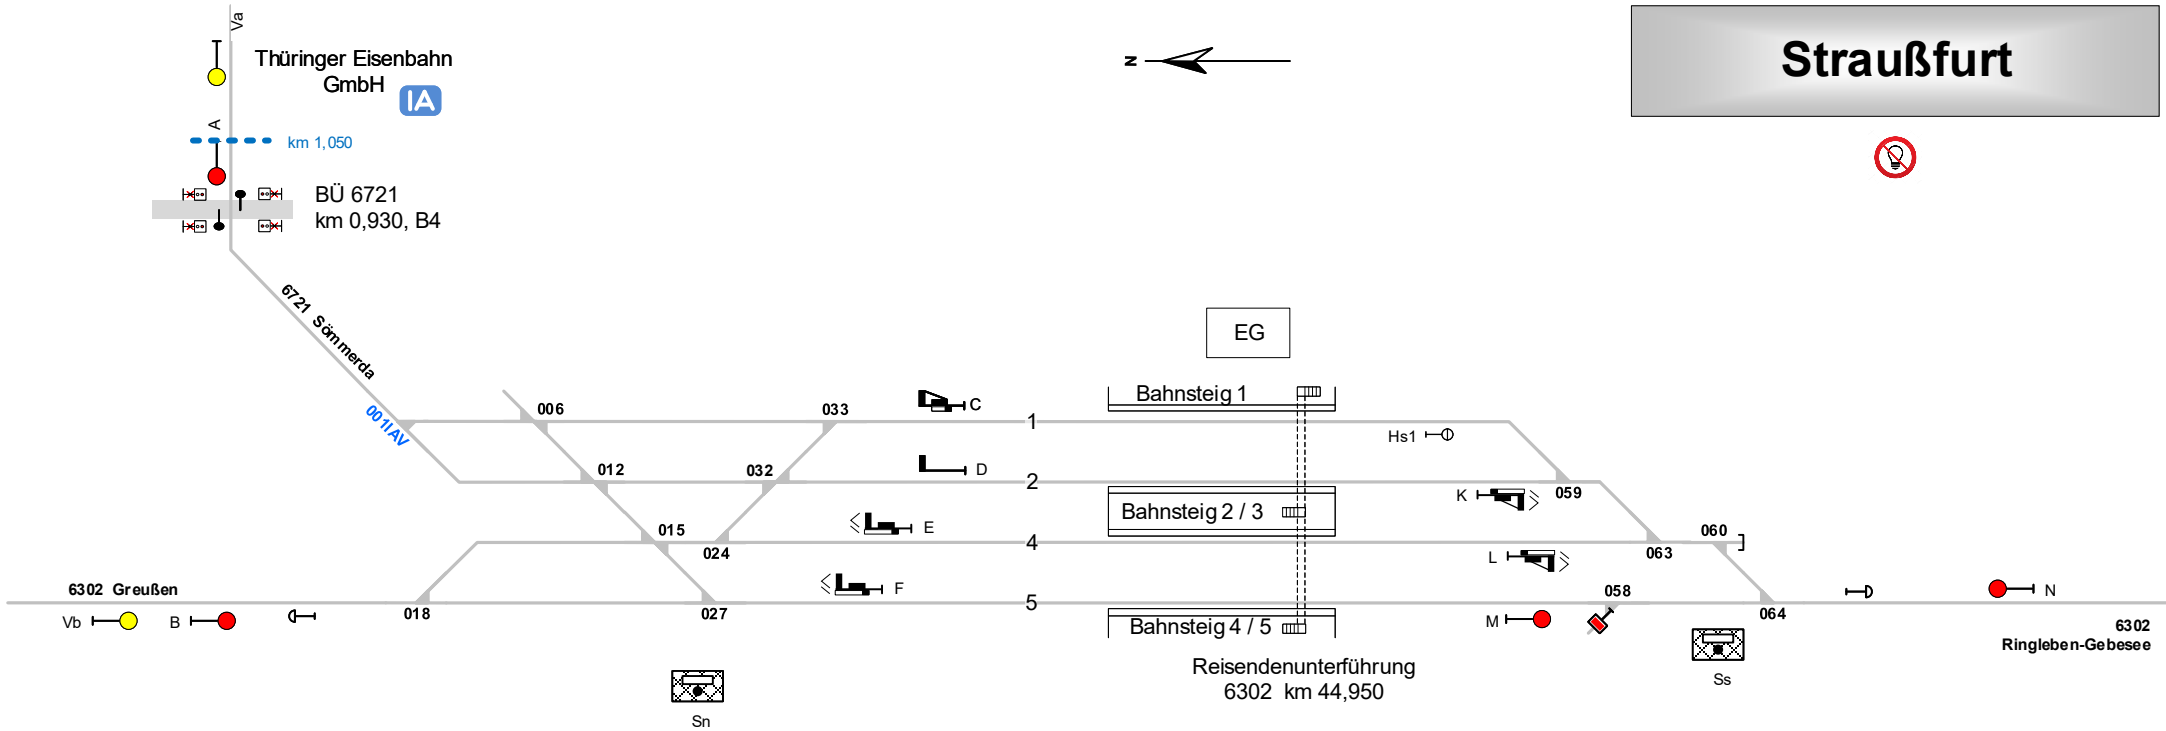 Va
Thüringer Eisenbahn
GmbH
IA
N
Straußfurt
A
km 1,050
BÜ 6721
km 0,930, B4
6721 Sömmerda
001IAV
EG
Bahnsteig 1
006
033
C
1
Hs1
012
032
D
2
K
059
Bahnsteig 2 / 3
015
024
E
4
L
063
060
6302 Greußen
018
027
F
5
058
064
N
Vb
B
Bahnsteig 4 / 5
M
6302
Ringleben-Gebesee
Reisendenunterführung
6302 km 44,950
Sn
Ss